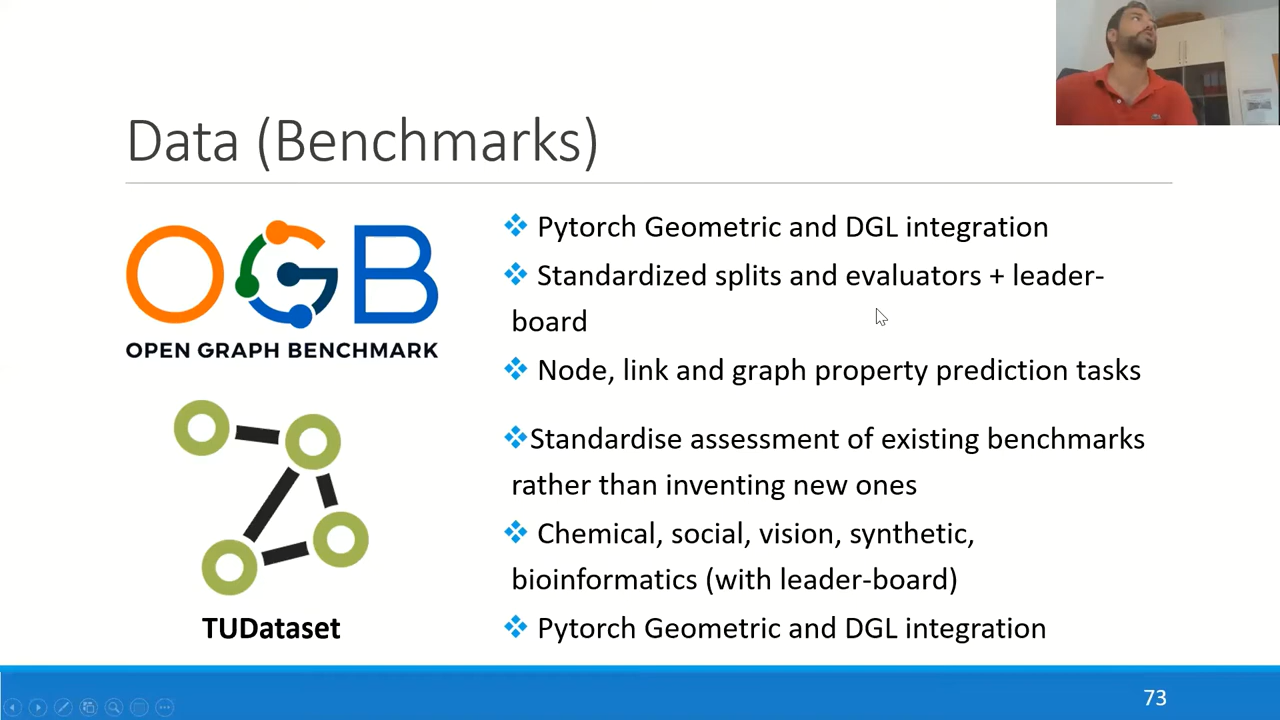 Data (Benchmarks)
OGB
OPEN GRAPH BENCHMARK
❖ Pytorch Geometric and DGL integration
❖ Standardized splits and evaluators + leader-
board
❖ Node, link and graph property prediction tasks
TUDataset
❖Standardise assessment of existing benchmarks
rather than inventing new ones
❖ Chemical, social, vision, synthetic,
bioinformatics (with leader-board)
❖ Pytorch Geometric and DGL integration
73